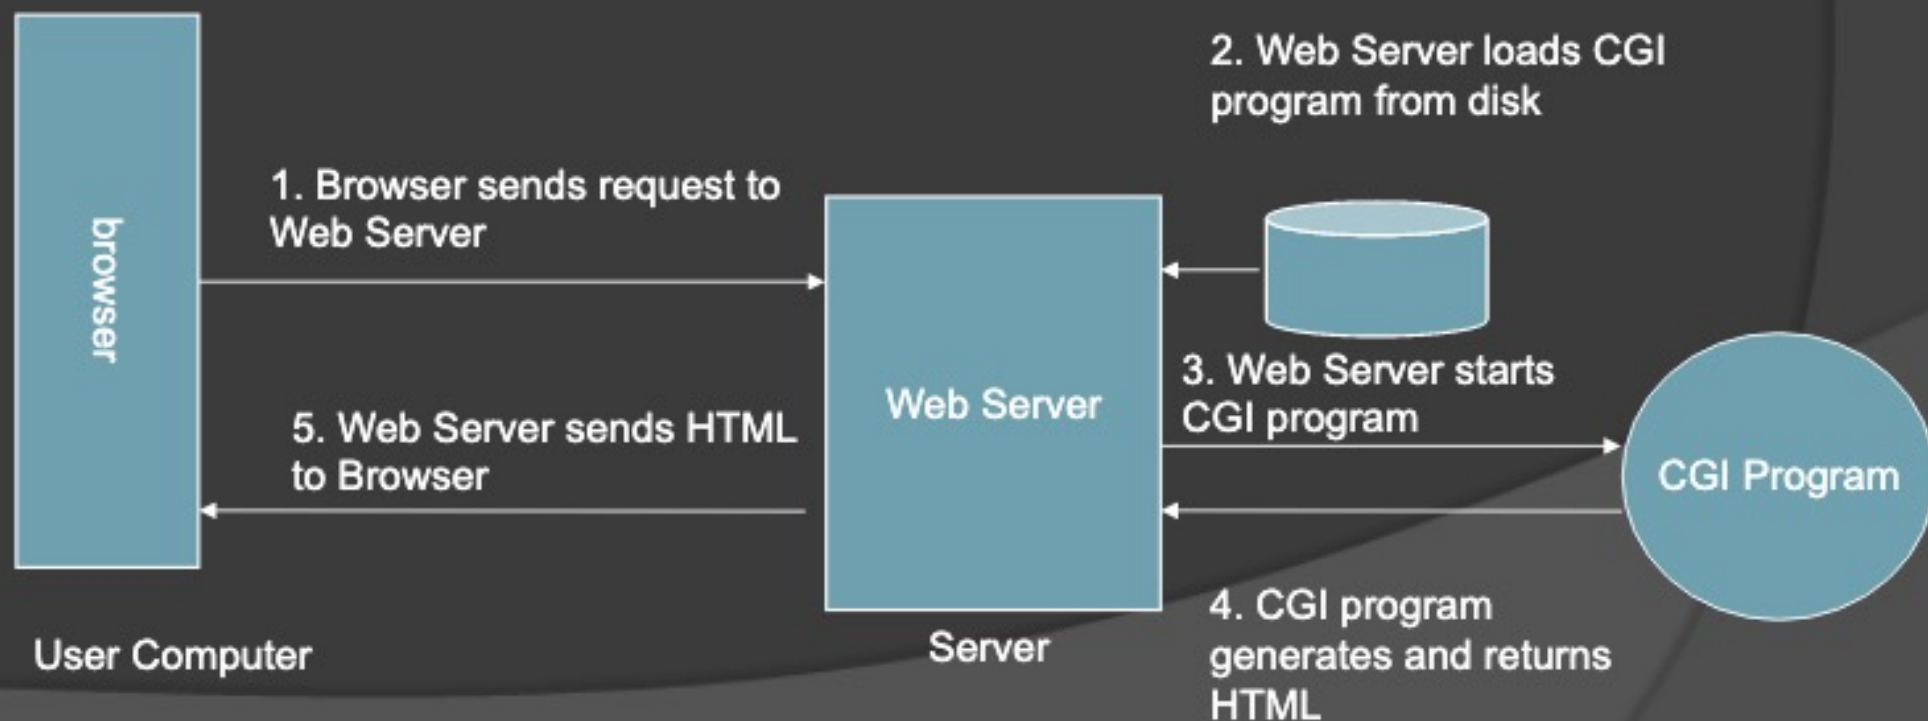 browser
1. Browser sends request to
Web Server
2. Web Server loads CGI
program from disk
Web Server
3. Web Server starts
CGI program
CGI Program
4. CGI program
generates and returns
HTML
5. Web Server sends HTML
to Browser
User Computer
Server